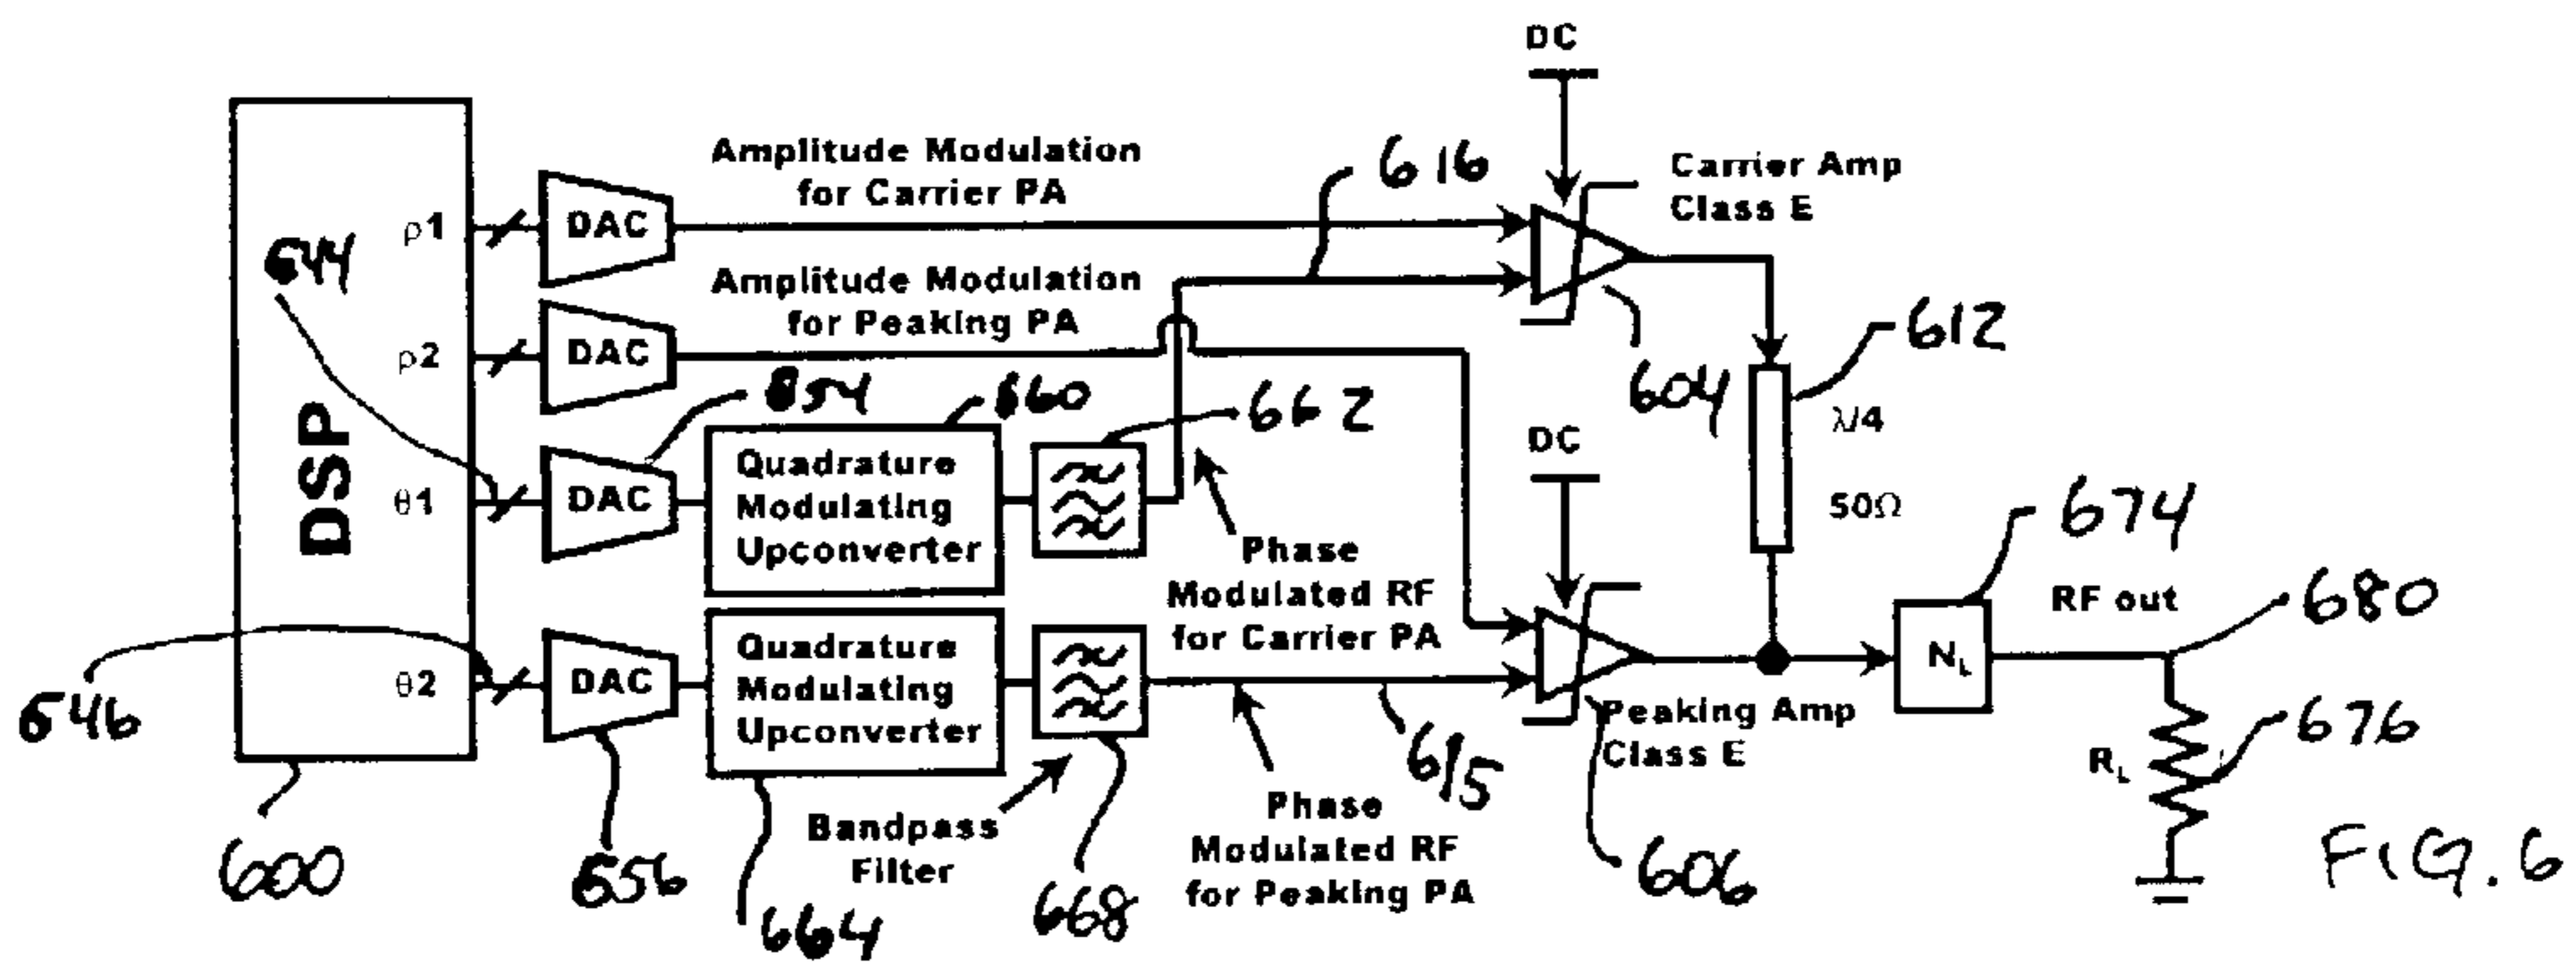 DC
Amplitude Modulation
for Carrier PA
616
Carrier Amp
Class E
ρ1
DAC
644
Amplitude Modulation
for Peaking PA
612
ρ2
DAC
654
660
662
604
λ/4
DSP
DC
θ1
DAC
Quadrature
Modulating
Upconverter
50Ω
674
Phase
Modulated RF
for Carrier PA
RF out
680
θ2
DAC
Quadrature
Modulating
Upconverter
N_L
646
615
Peaking Amp
Class E
R_L
676
Bandpass
Filter
Phase
Modulated RF
for Peaking PA
600
656
664
668
606
FIG. 6